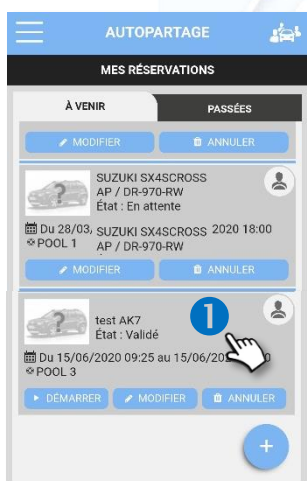 AUTOPARTAGE
MES RÉSERVATIONS
À VENIR PASSÉES
MODIFIER ANNULER
?
SUZUKI SX4SCROSS
AP / DR-970-RW
État : En attente
Du 28/03, SUZUKI SX4SCROSS 2020 18:00
POOL 1 AP / DR-970-RW
MODIFIER ANNULER
?
test AK7
État : Validé
1
Du 15/06/2020 09:25 au 15/06/20
POOL 3
DÉMARRER MODIFIER ANNULER
+